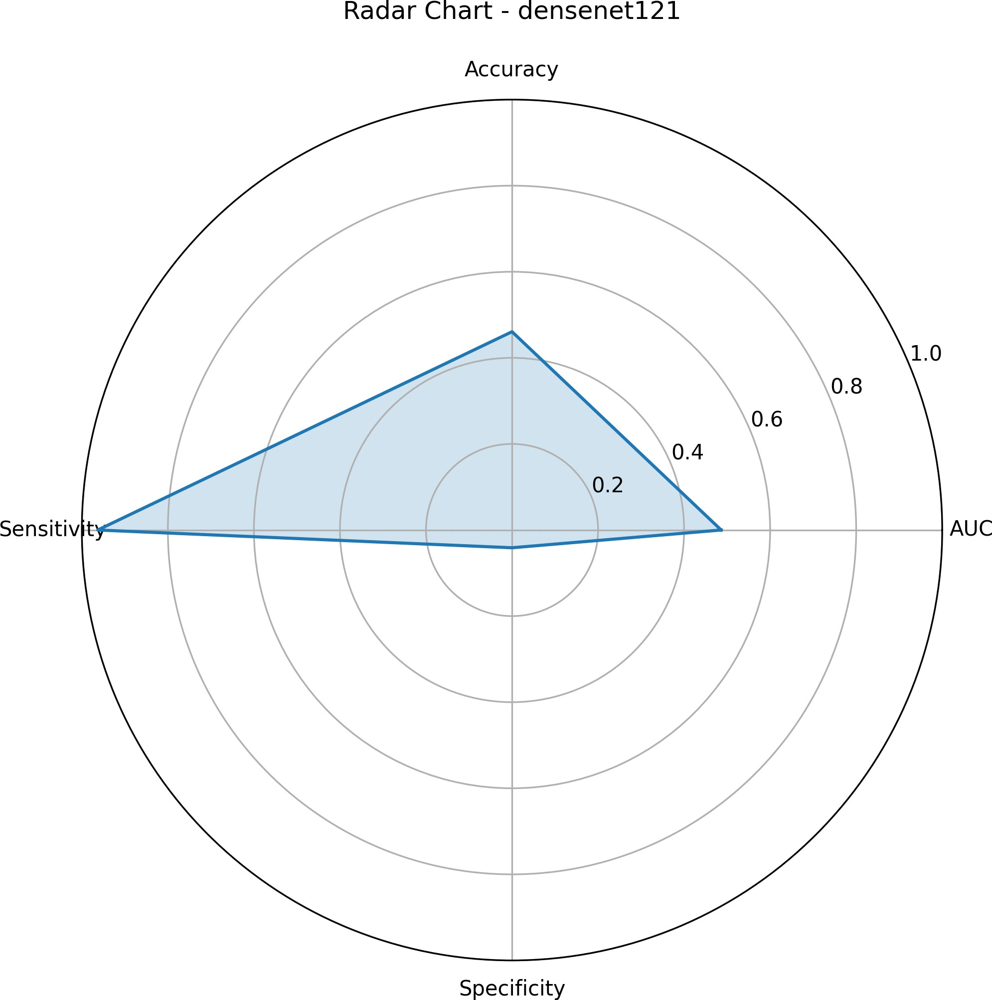 Radar Chart - densenet121
Accuracy
1.0
0.8
0.6
0.4
0.2
Sensitivity
AUC
Specificity